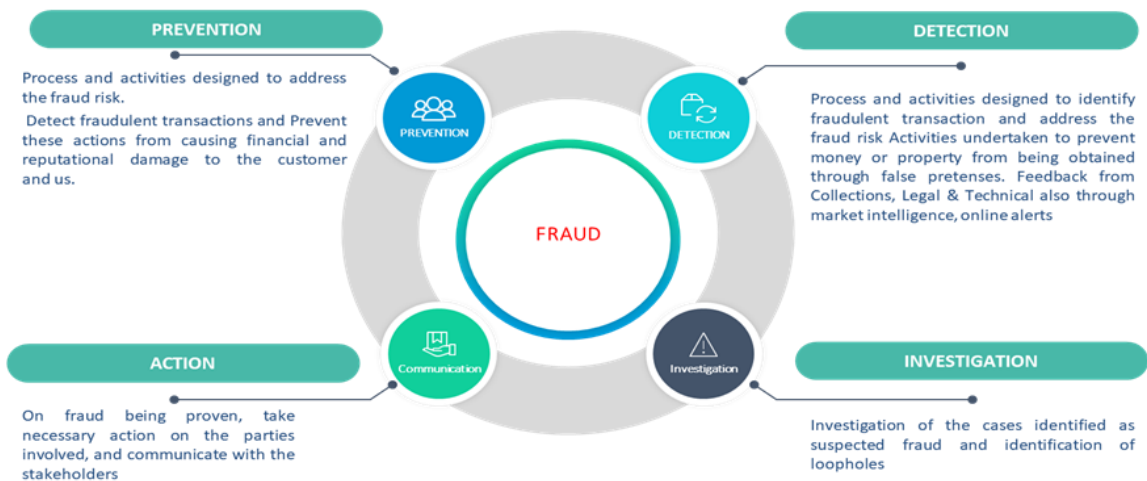 PREVENTION
Process and activities designed to address
the fraud risk.
Detect fraudulent transactions and Prevent
these actions from causing financial and
reputational damage to the customer
and us.
PREVENTION
DETECTION
DETECTION
Process and activities designed to identify
fraudulent transaction and address the
fraud risk Activities undertaken to prevent
money or property from being obtained
through false pretenses. Feedback from
Collections, Legal & Technical also through
market intelligence, online alerts
FRAUD
ACTION
On fraud being proven, take
necessary action on the parties
involved, and communicate with the
stakeholders
Communication
Investigation
INVESTIGATION
Investigation of the cases identified as
suspected fraud and identification of
loopholes